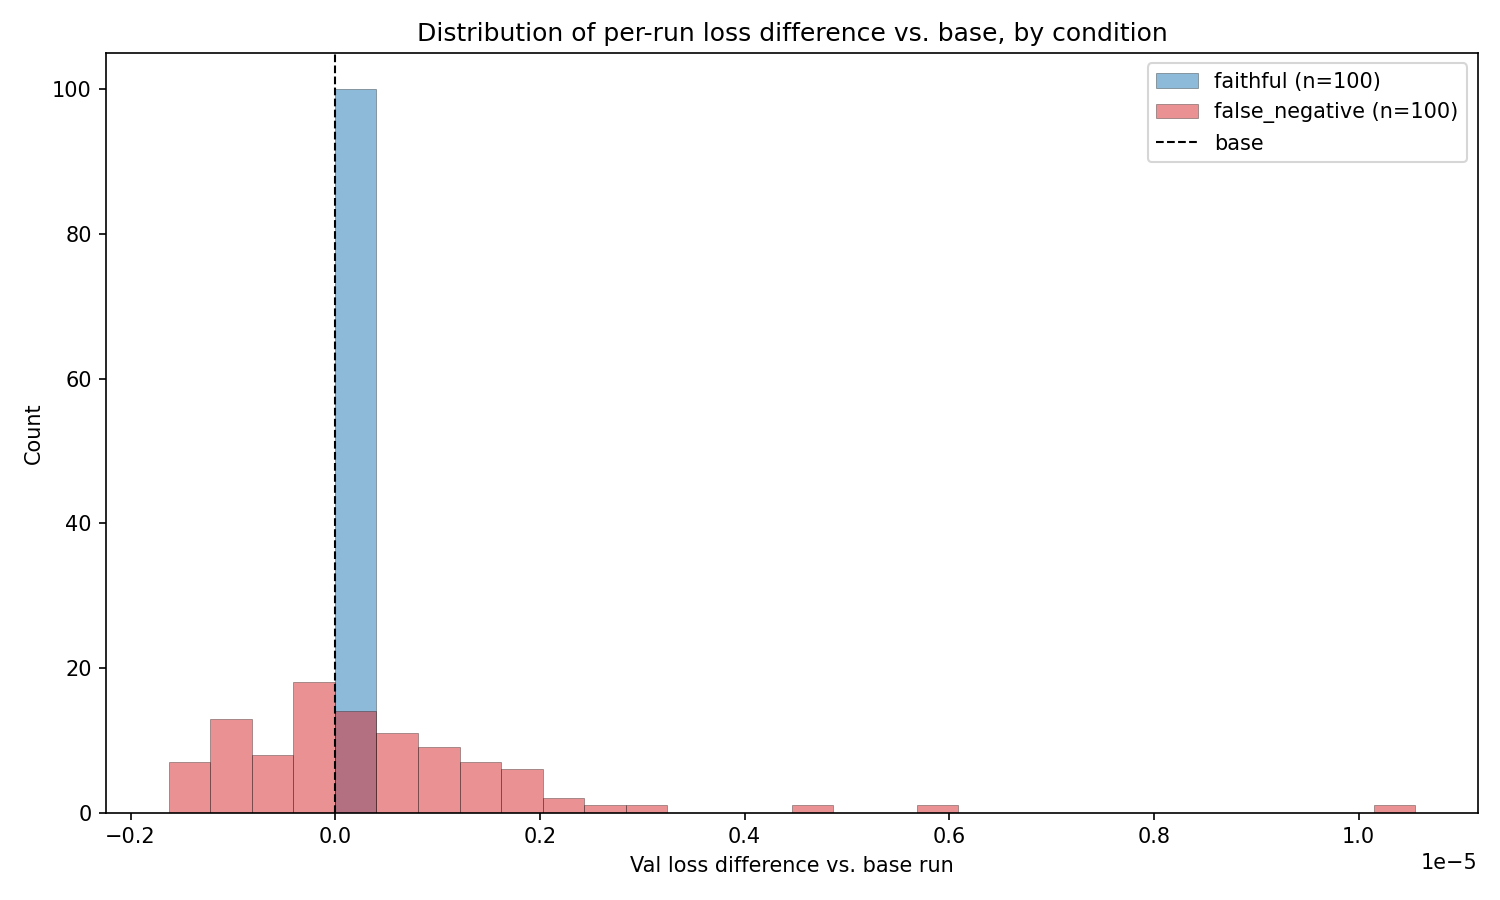 Distribution of per-run loss difference vs. base, by condition
faithful (n=100)
false_negative (n=100)
base
Count
100
80
60
40
20
0
−0.2
0.0
0.2
0.4
0.6
0.8
1.0
1e−5
Val loss difference vs. base run